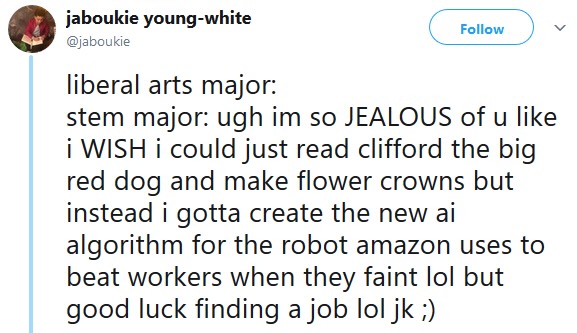 jaboukie young-white
@jaboukie
Follow
liberal arts major:
stem major: ugh im so JEALOUS of u like
i WISH i could just read clifford the big
red dog and make flower crowns but
instead i gotta create the new ai
algorithm for the robot amazon uses to
beat workers when they faint lol but
good luck finding a job lol jk ;)